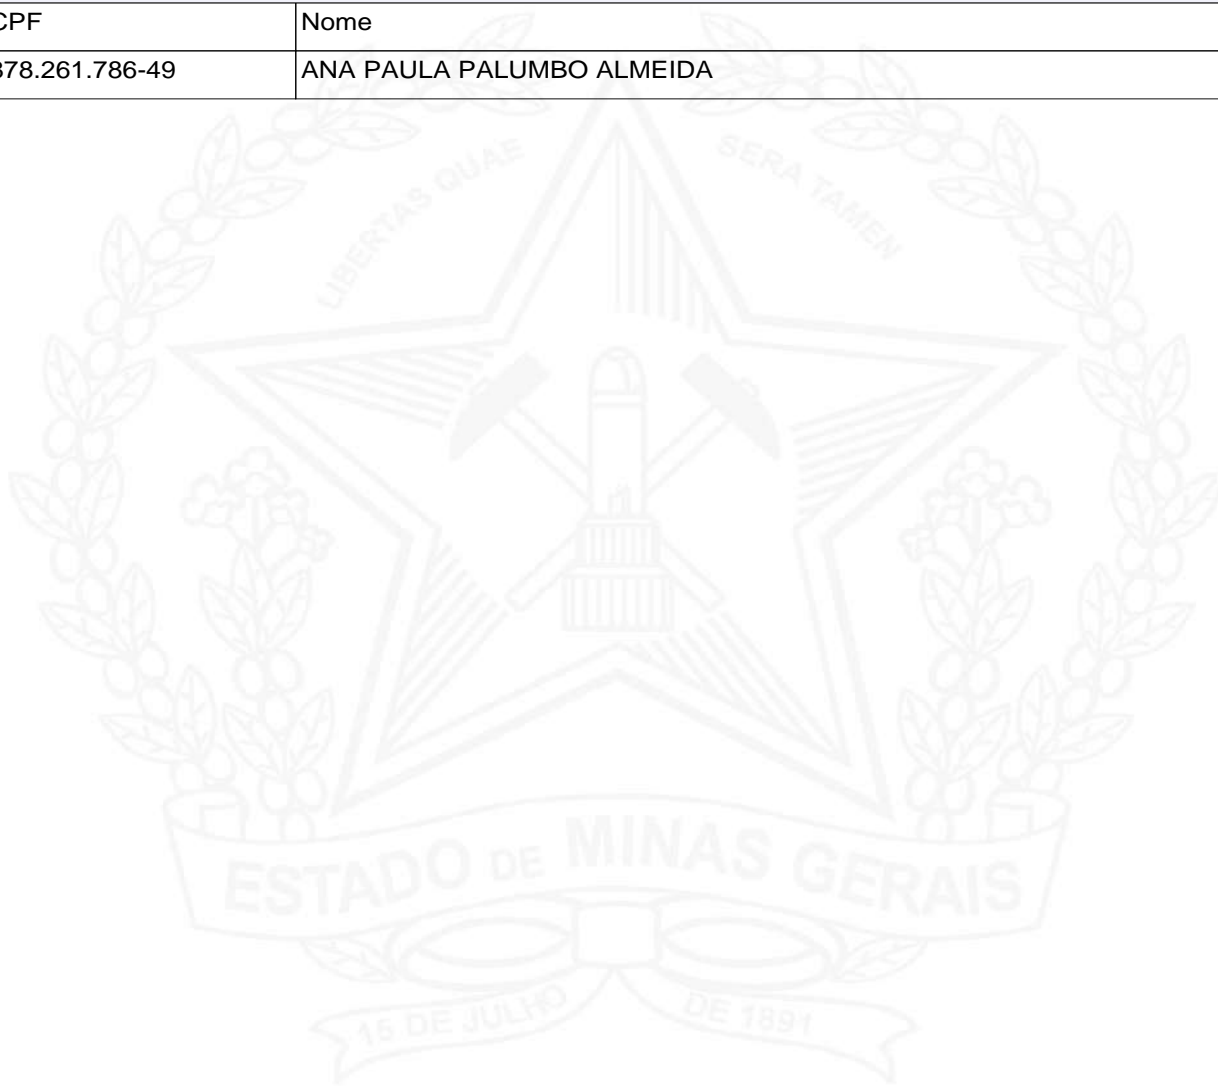 CPF Nome
378.261.786-49 ANA PAULA PALUMBO ALMEIDA
LIBERTAS QUAE SERA TAMEN
ESTADO DE MINAS GERAIS
15 DE JULHO DE 1891